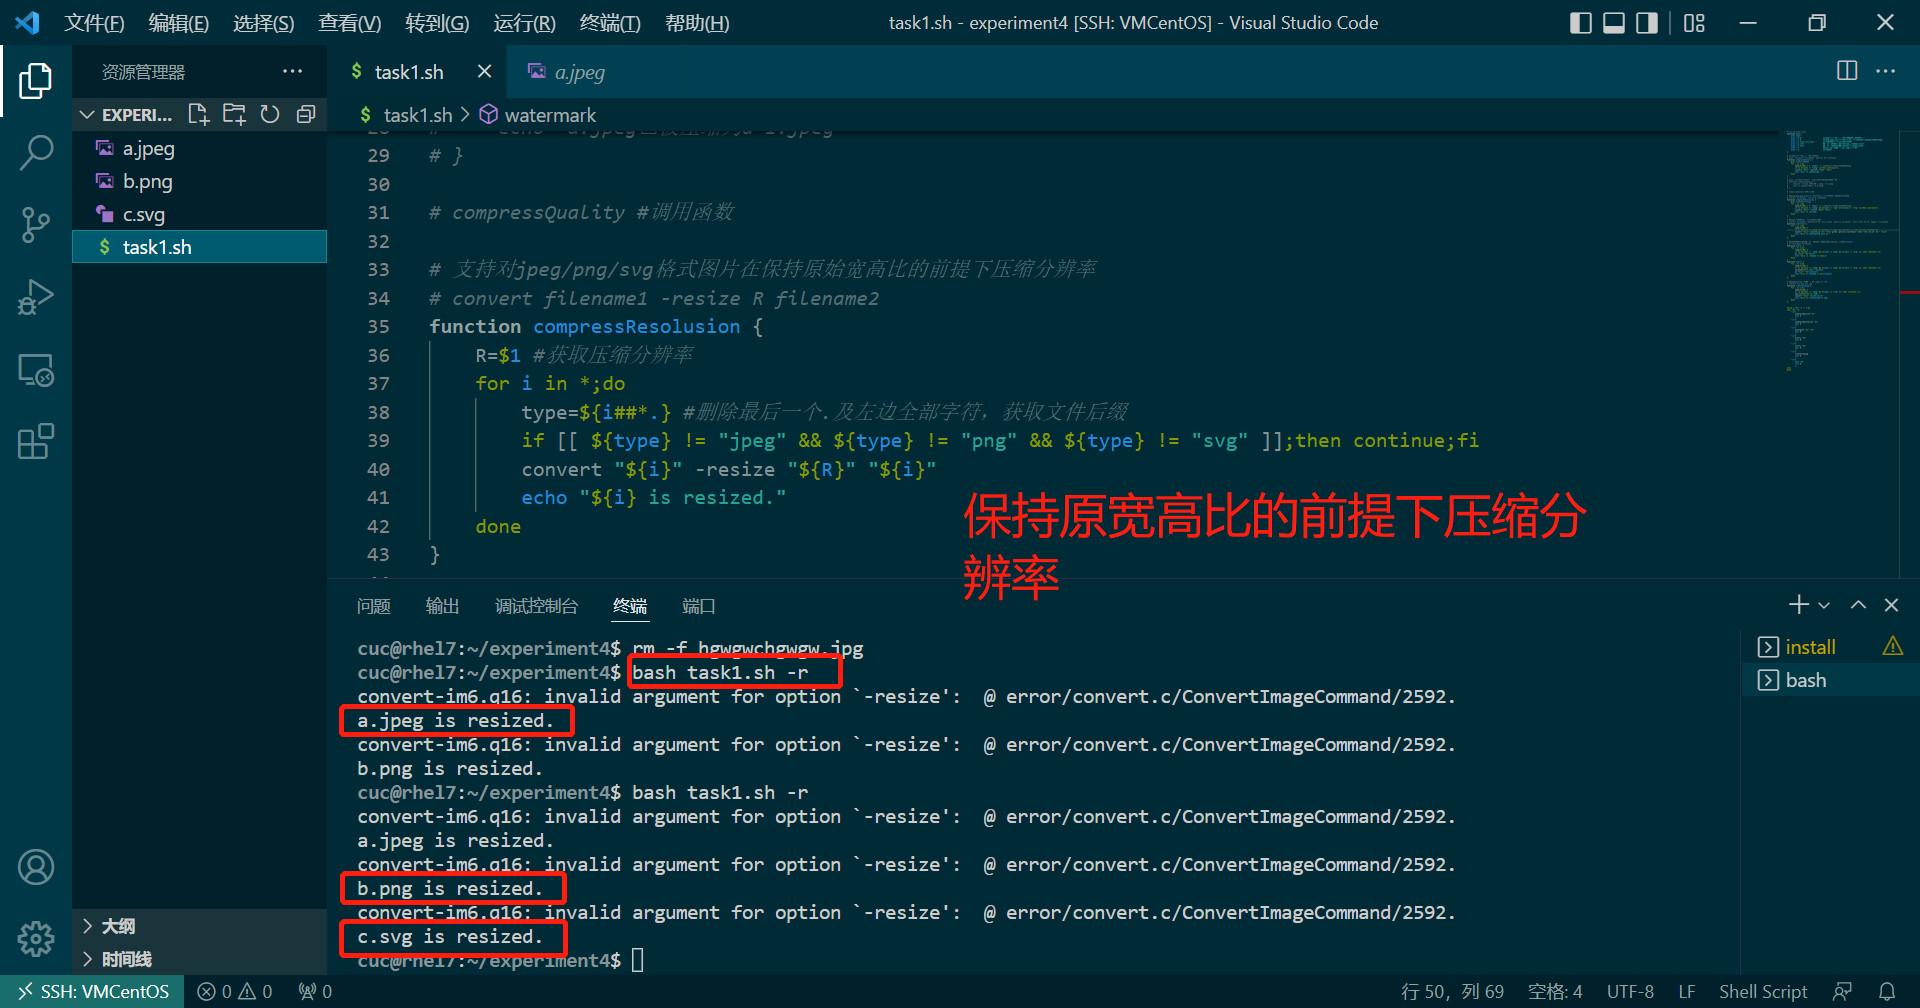 文件(F) 编辑(E) 选择(S) 查看(V) 转到(G) 运行(R) 终端(T) 帮助(H) task1.sh - experiment4 [SSH: VMCentOS] - Visual Studio Code
资源管理器
$ task1.sh
a.jpeg
EXPERI...
$ task1.sh > watermark
a.jpeg
b.png
c.svg
$ task1.sh
29 # }
30
31 # compressQuality #调用函数
32
33 # 支持对jpeg/png/svg格式图片在保持原始宽高比的前提下压缩分辨率
34 # convert filename1 -resize R filename2
35 function compressResolusion {
36 R=$1 #获取压缩分辨率
37 for i in *;do
38 type=${i##*.} #删除最后一个.及左边全部字符，获取文件后缀
39 if [[ ${type} != "jpeg" && ${type} != "png" && ${type} != "svg" ]];then continue;fi
40 convert "${i}" -resize "${R}" "${i}"
41 echo "${i} is resized."
42 done
43 }
保持原宽高比的前提下压缩分
辨率
问题 输出 调试控制台 终端 端口
cuc@rhel7:~/experiment4$ rm -f hgwgwchgwgw.jpg
cuc@rhel7:~/experiment4$ bash task1.sh -r
convert-im6.q16: invalid argument for option `-resize':  @ error/convert.c/ConvertImageCommand/2592.
a.jpeg is resized.
convert-im6.q16: invalid argument for option `-resize':  @ error/convert.c/ConvertImageCommand/2592.
b.png is resized.
cuc@rhel7:~/experiment4$ bash task1.sh -r
convert-im6.q16: invalid argument for option `-resize':  @ error/convert.c/ConvertImageCommand/2592.
a.jpeg is resized.
convert-im6.q16: invalid argument for option `-resize':  @ error/convert.c/ConvertImageCommand/2592.
b.png is resized.
convert-im6.q16: invalid argument for option `-resize':  @ error/convert.c/ConvertImageCommand/2592.
c.svg is resized.
cuc@rhel7:~/experiment4$
install
bash
大纲
时间线
SSH: VMCentOS 0 0 0 行 50，列 69 空格: 4 UTF-8 LF Shell Script